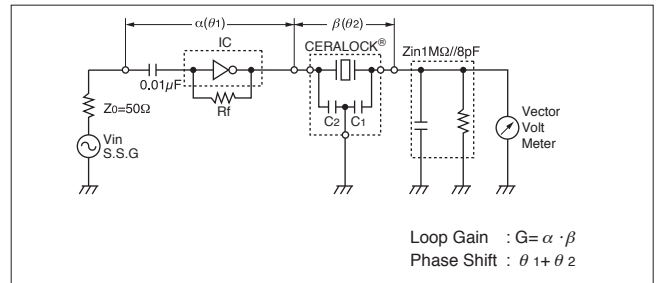 α(θ1)
β(θ2)
IC
CERALOCK®
Zin1MΩ//8pF
0.01μF
Rf
Z0=50Ω
C2
C1
Vector
Volt
Meter
Vin
S.S.G
Loop Gain : G= α ·β
Phase Shift : θ 1+ θ 2